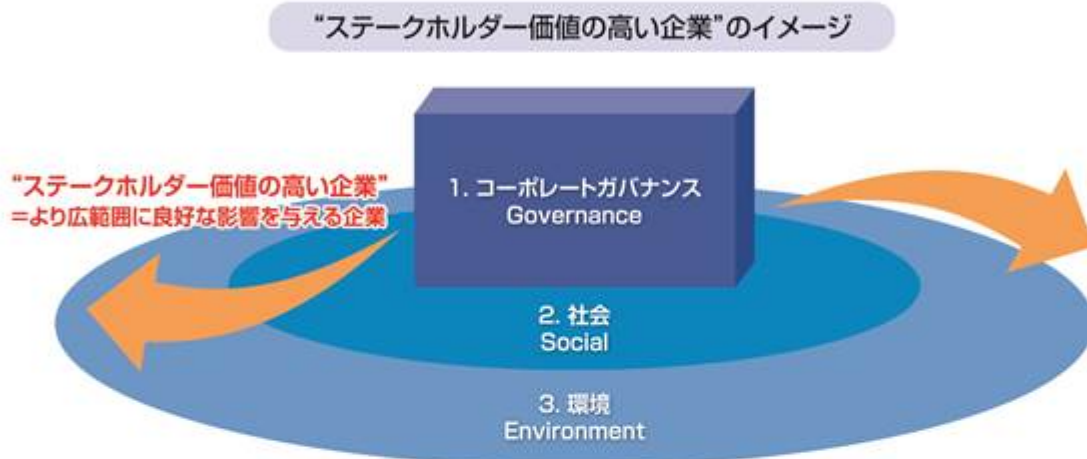 “ステークホルダー価値の高い企業”のイメージ
“ステークホルダー価値の高い企業”
＝より広範囲に良好な影響を与える企業
1. コーポレートガバナンス
Governance
2. 社会
Social
3. 環境
Environment